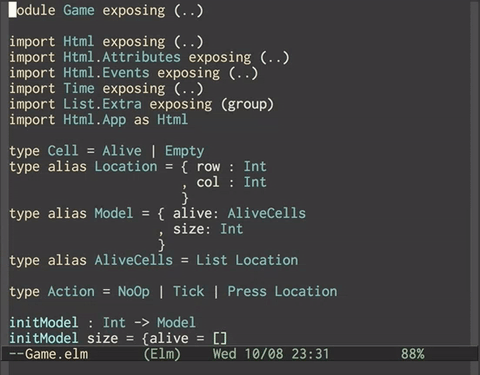 module Game exposing (..)
import Html exposing (..)
import Html.Attributes exposing (..)
import Html.Events exposing (..)
import Time exposing (..)
import List.Extra exposing (group)
import Html.App as Html
type Cell = Alive | Empty
type alias Location = { row : Int
, col : Int
}
type alias Model = { alive: AliveCells
, size: Int
}
type alias AliveCells = List Location
type Action = NoOp | Tick | Press Location
initModel : Int -> Model
initModel size = {alive = []
--Game.elm (Elm) Wed 10/08 23:31 88%